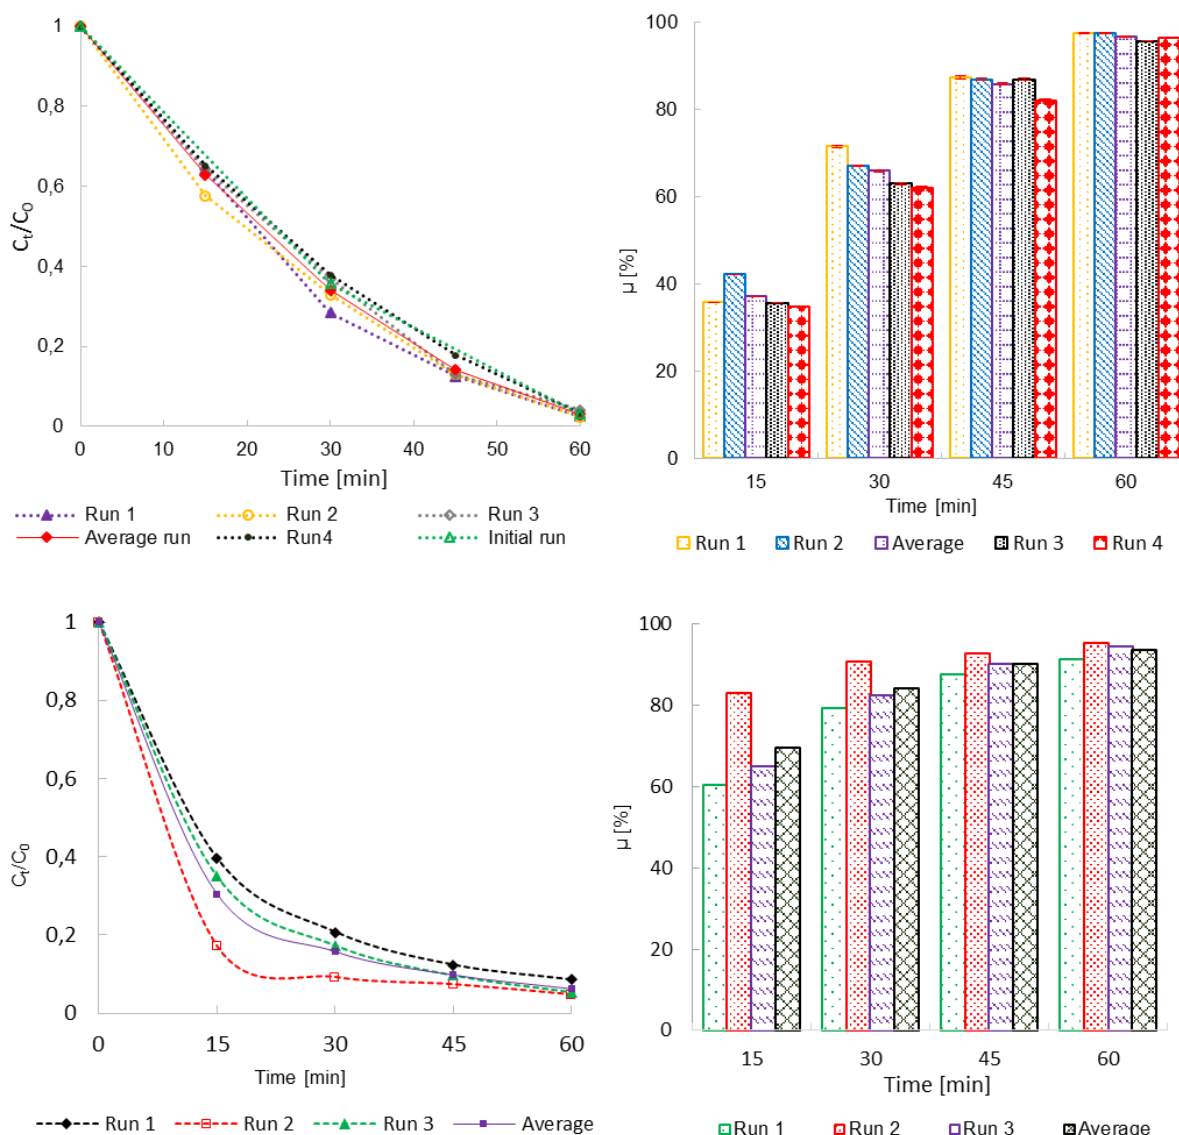 1
0,8
0,6
0,4
0,2
0
Ct/C0
0 10 20 30 40 50 60
Time [min]
Run 1 Run 2 Run 3
Average run Run4 Initial run
100
80
60
40
20
0
μ [%]
15 30 45 60
Time [min]
Run 1 Run 2 Average Run 3 Run 4
1
0,8
0,6
0,4
0,2
0
Ct/C0
0 15 30 45 60
Time [min]
Run 1 Run 2 Run 3 Average
100
80
60
40
20
0
μ [%]
15 30 45 60
Time [min]
Run 1 Run 2 Run 3 Average